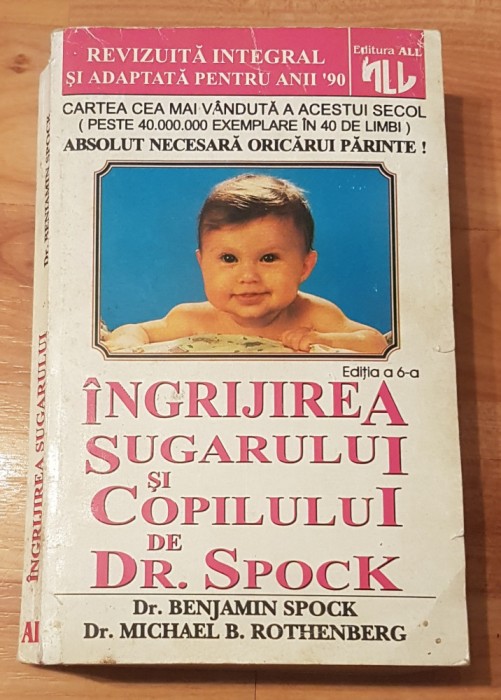 REVIZUITĂ INTEGRAL
ȘI ADAPTATĂ PENTRU ANII '90
Editura ALL
ALL
CARTEA CEA MAI VÂNDUTĂ A ACESTUI SECOL
( PESTE 40.000.000 EXEMPLARE ÎN 40 DE LIMBI )
ABSOLUT NECESARĂ ORICĂRUI PĂRINTE !
Ediția a 6-a
ÎNGRIJIREA
SUGARULUI
ȘI
COPILULUI
DE
DR. SPOCK
Dr. BENJAMIN SPOCK
Dr. MICHAEL B. ROTHENBERG
Dr. BENJAMIN SPOCK
ÎNGRIJIREA SUGARULUI